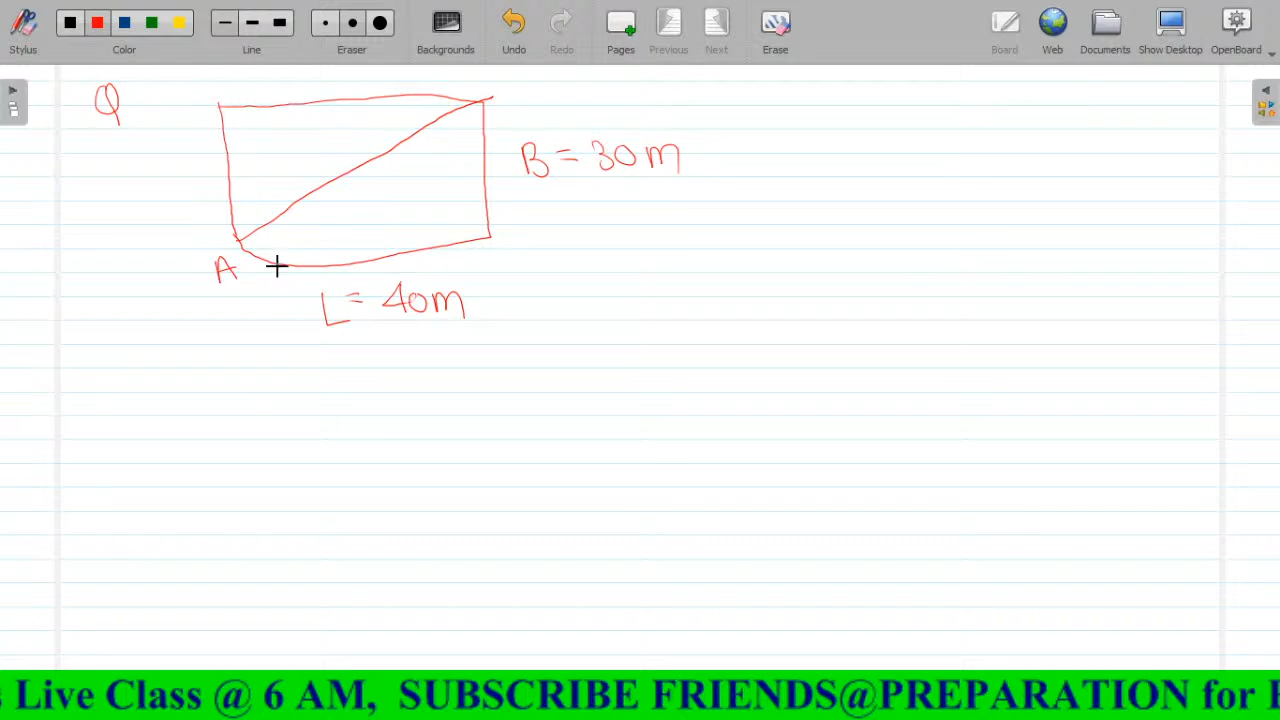 Stylus
Color
Line
Eraser
Backgrounds
Undo
Redo
Pages
Previous
Next
Erase
Board
Web
Documents
Show Desktop
OpenBoard
Q
B = 30m
A
L = 40m
s Live Class @ 6 AM, SUBSCRIBE FRIENDS@PREPARATION for